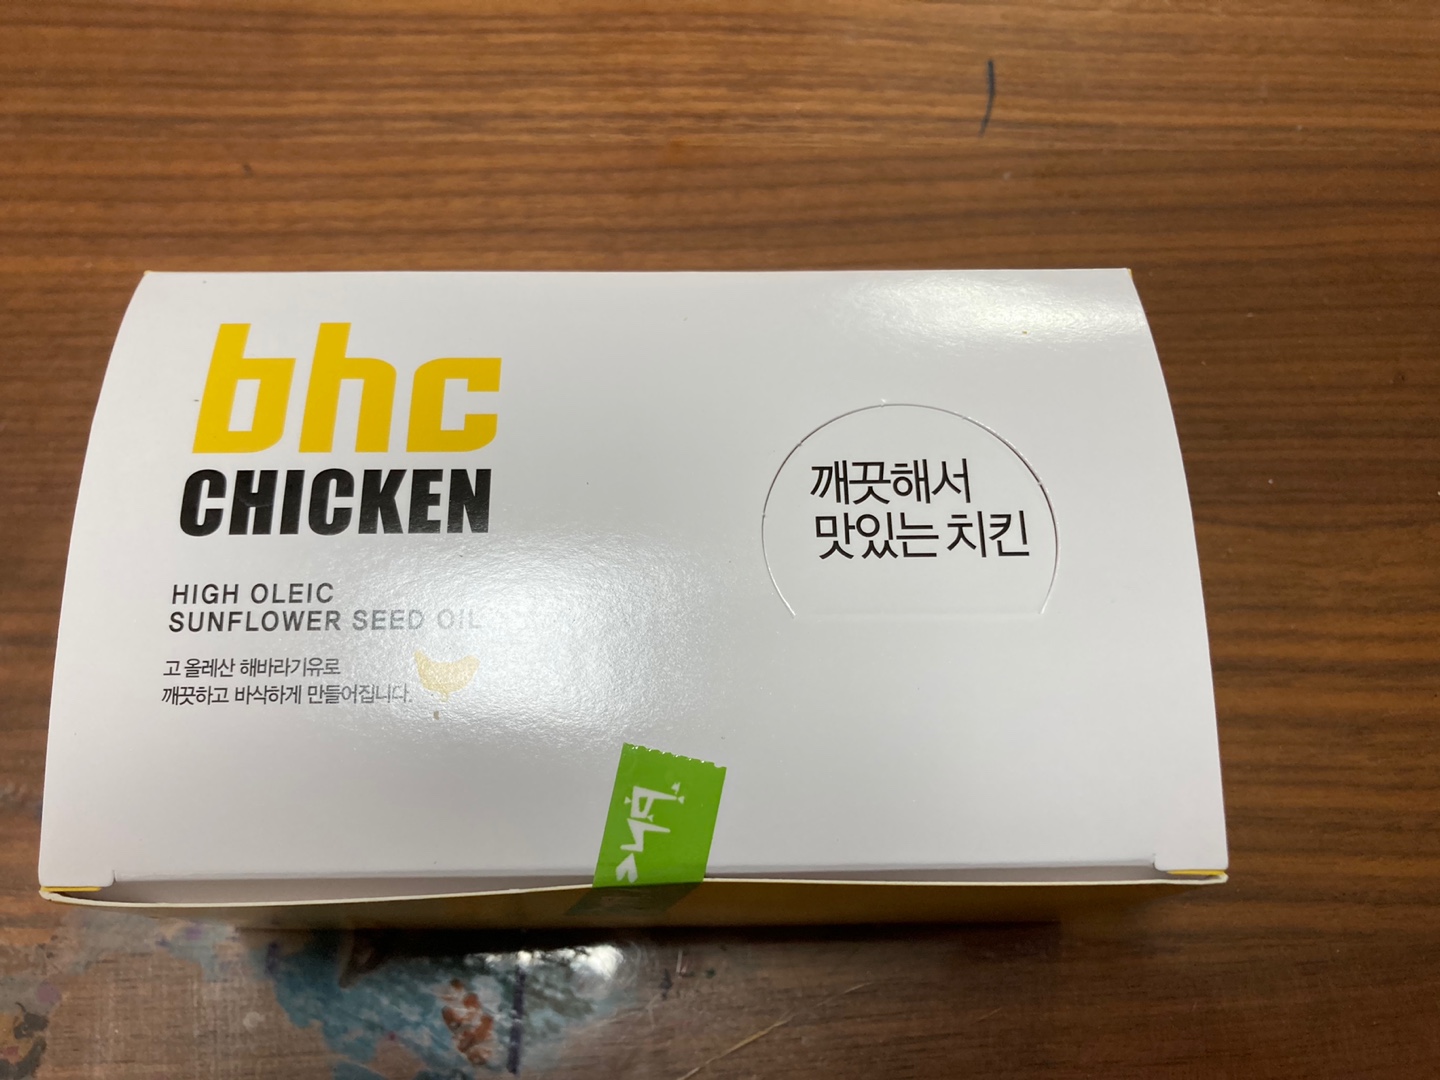 bhc
CHICKEN
HIGH OLEIC
SUNFLOWER SEED OIL
고 올레산 해바라기유로
깨끗하고 바삭하게 만들어집니다.
깨끗해서
맛있는 치킨
bhc